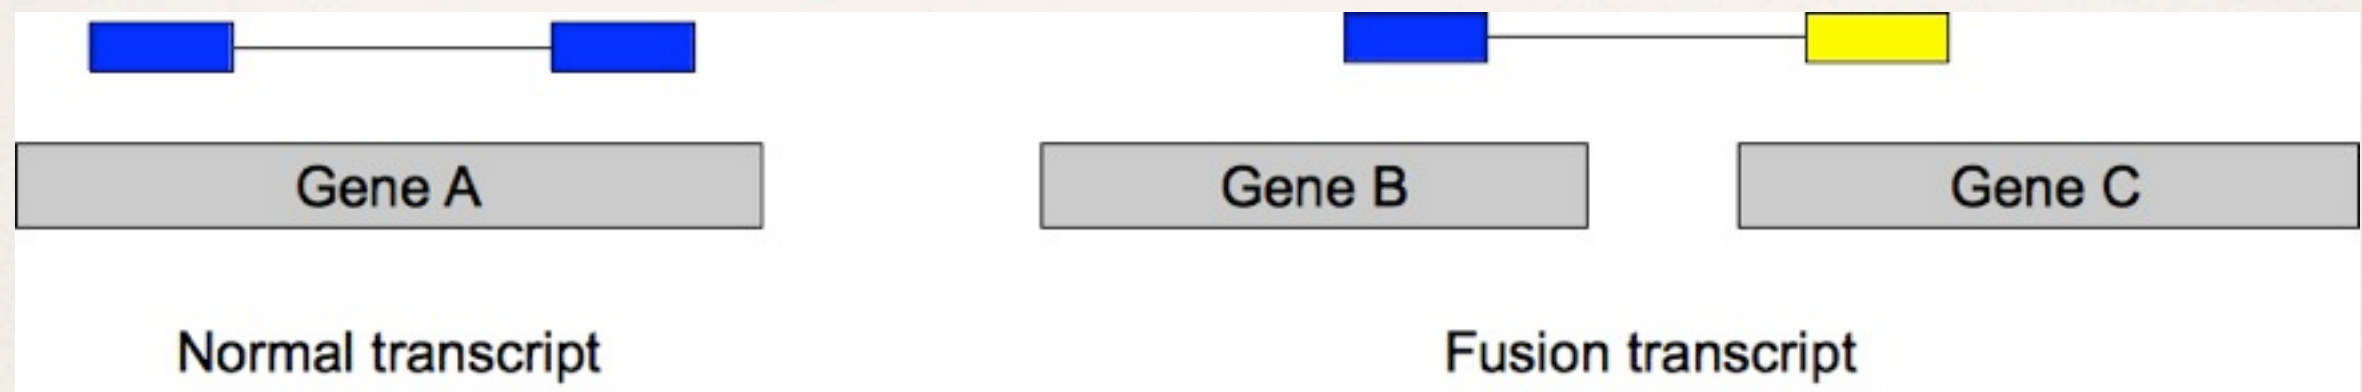 Gene A
Gene B
Gene C
Normal transcript
Fusion transcript